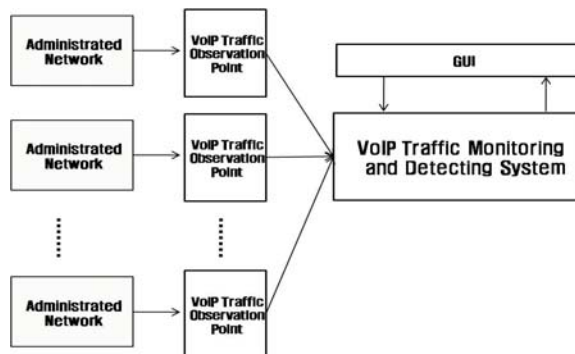 Administrated
Network
VoIP Traffic
Observation
Point
GUI
Administrated
Network
VoIP Traffic
Observation
Point
VoIP Traffic Monitoring
and Detecting System
Administrated
Network
VoIP Traffic
Observation
Point